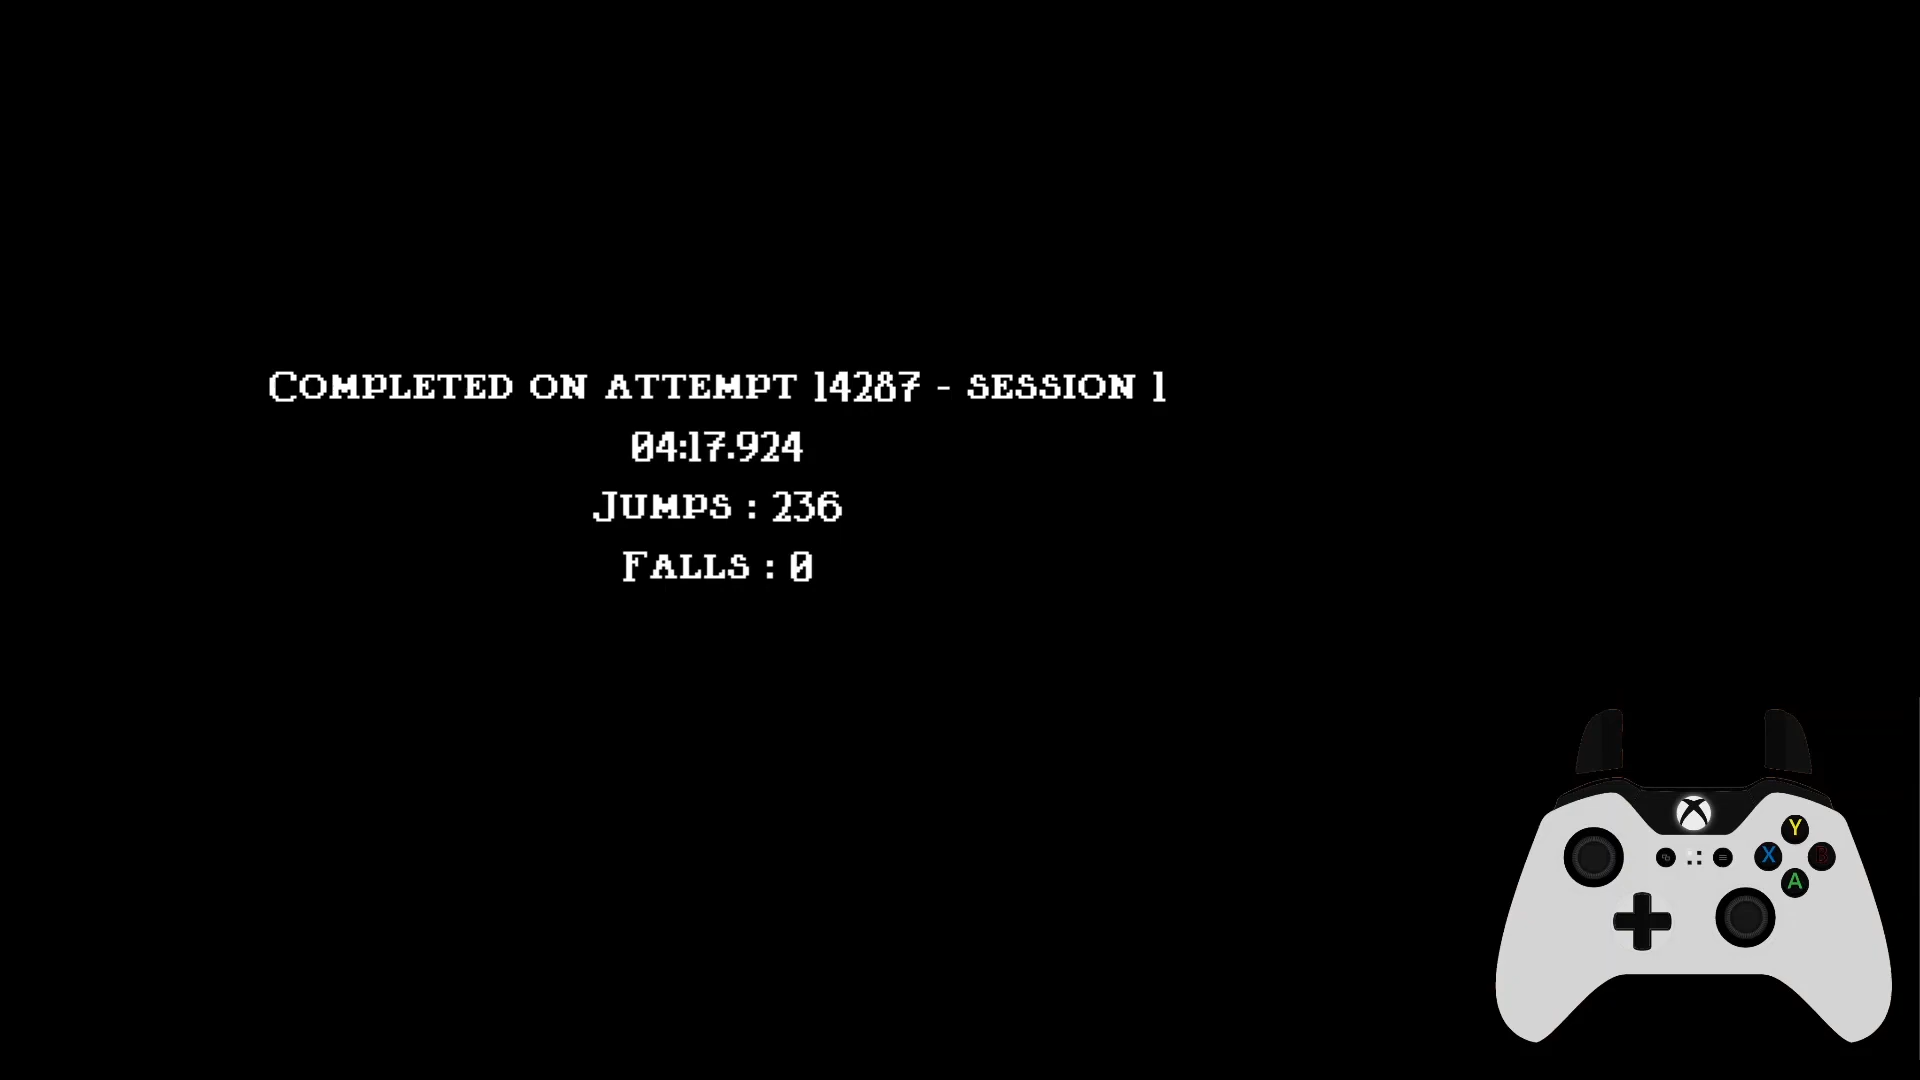 Completed on attempt 14287 - session 1
04:17.924
Jumps : 236
Falls : 0
Y
X B
A